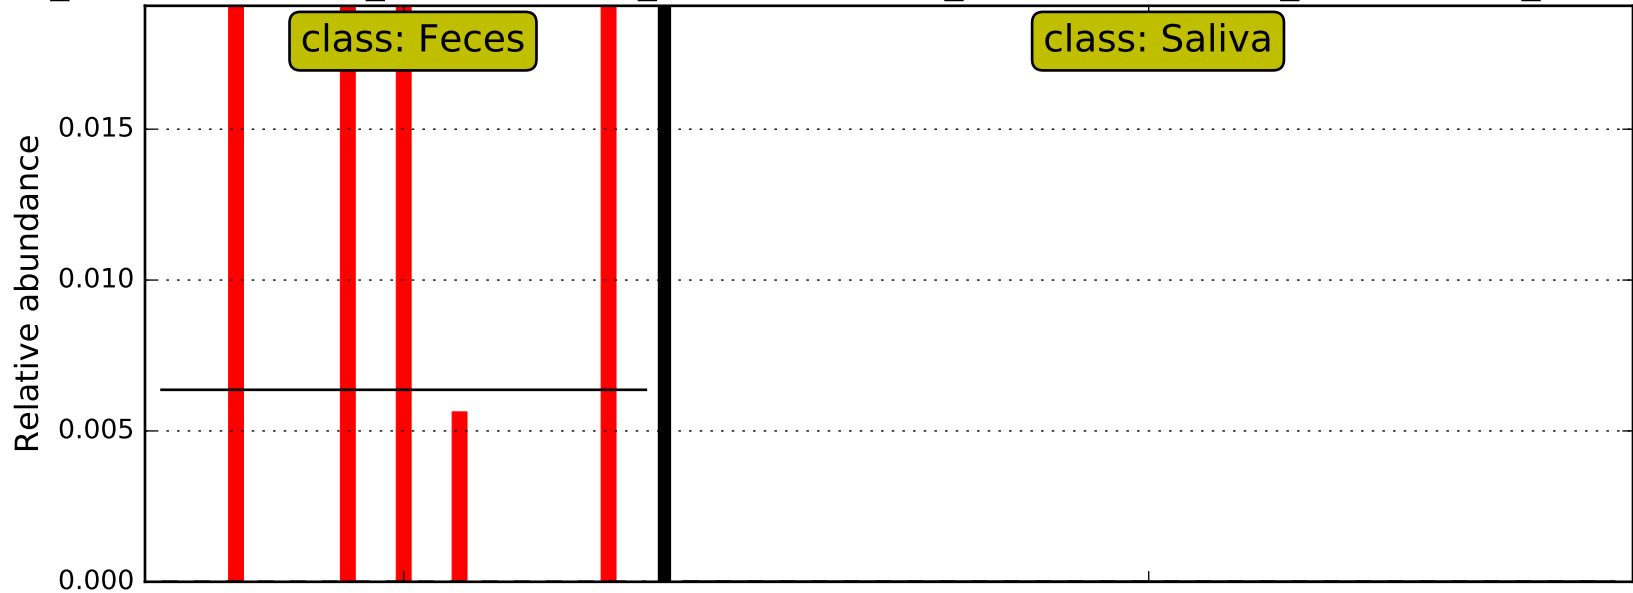 class: Feces
class: Saliva
Relative abundance
0.015
0.010
0.005
0.000